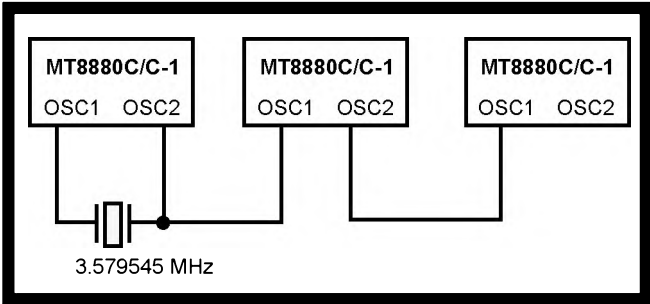 MT8880C/C-1 MT8880C/C-1 MT8880C/C-1
OSC1 OSC2 OSC1 OSC2 OSC1 OSC2
3.579545 MHz